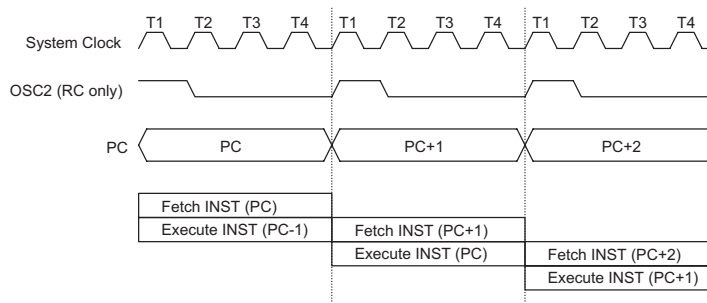 T1 T2 T3 T4 T1 T2 T3 T4 T1 T2 T3 T4
System Clock
OSC2 (RC only)
PC PC PC+1 PC+2
Fetch INST (PC)
Execute INST (PC-1) Fetch INST (PC+1)
Execute INST (PC) Fetch INST (PC+2)
Execute INST (PC+1)